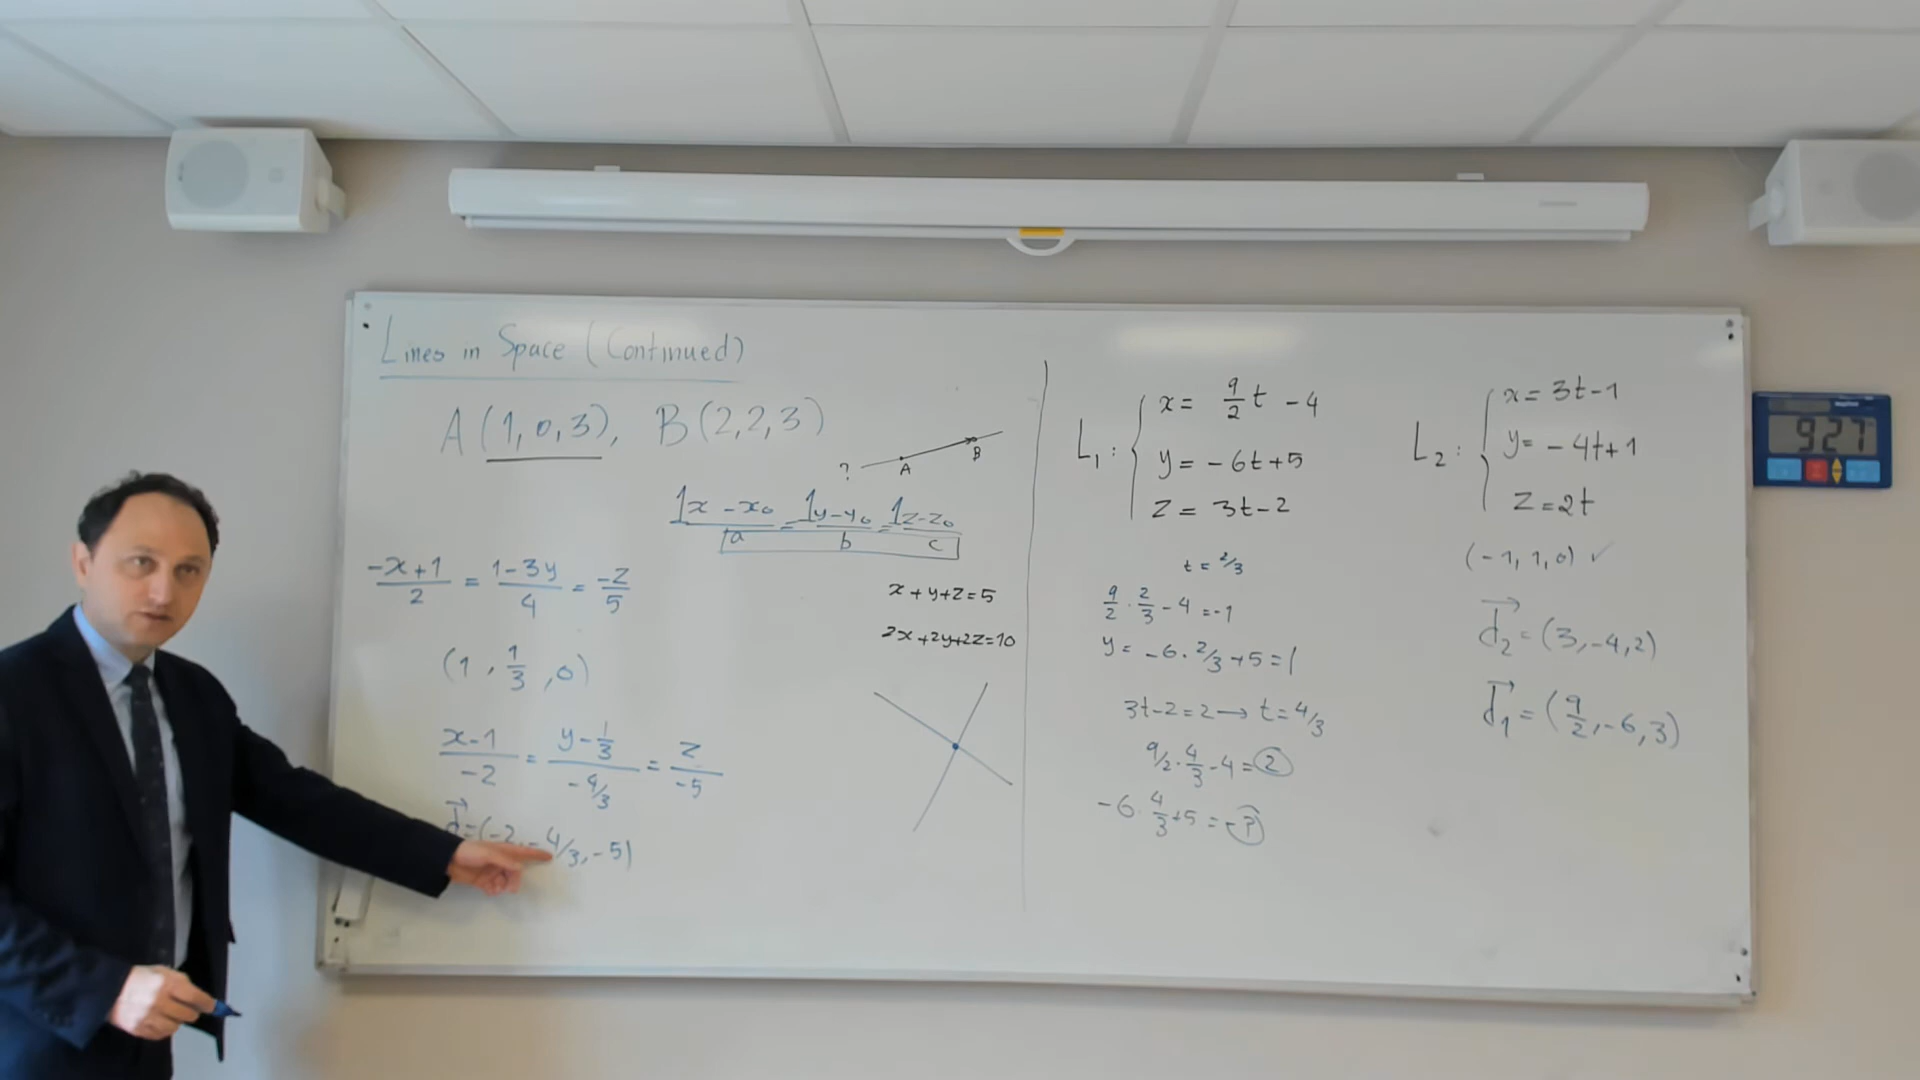 Lines in Space (Continued)
A(1,0,3), B(2,2,3)
? A B
1x - x₀ / a = 1y-y₀ / b = 1z-z₀ / c
-x+1 / 2 = 1-3y / 4 = -z / 5
(1, 1/3, 0)
x-1 / -2 = y-1/3 / -4/3 = z / -5
d⃗=(-2, -4/3, -5)
x+y+z=5
2x+2y+2z=10
L₁: { x = 9/2 t - 4
y = -6t+5
z = 3t-2
t = 2/3
9/2 · 2/3 - 4 = -1
y = -6 · 2/3 + 5 = 1
3t-2=2 → t=4/3
9/2 · 4/3 - 4 = 2
-6 · 4/3 +5 =
L₂: { x = 3t-1
y = -4t+1
z = 2t
(-1, 1, 0) ✓
d₂⃗ = (3,-4,2)
d₁⃗ = (9/2, -6, 3)
927